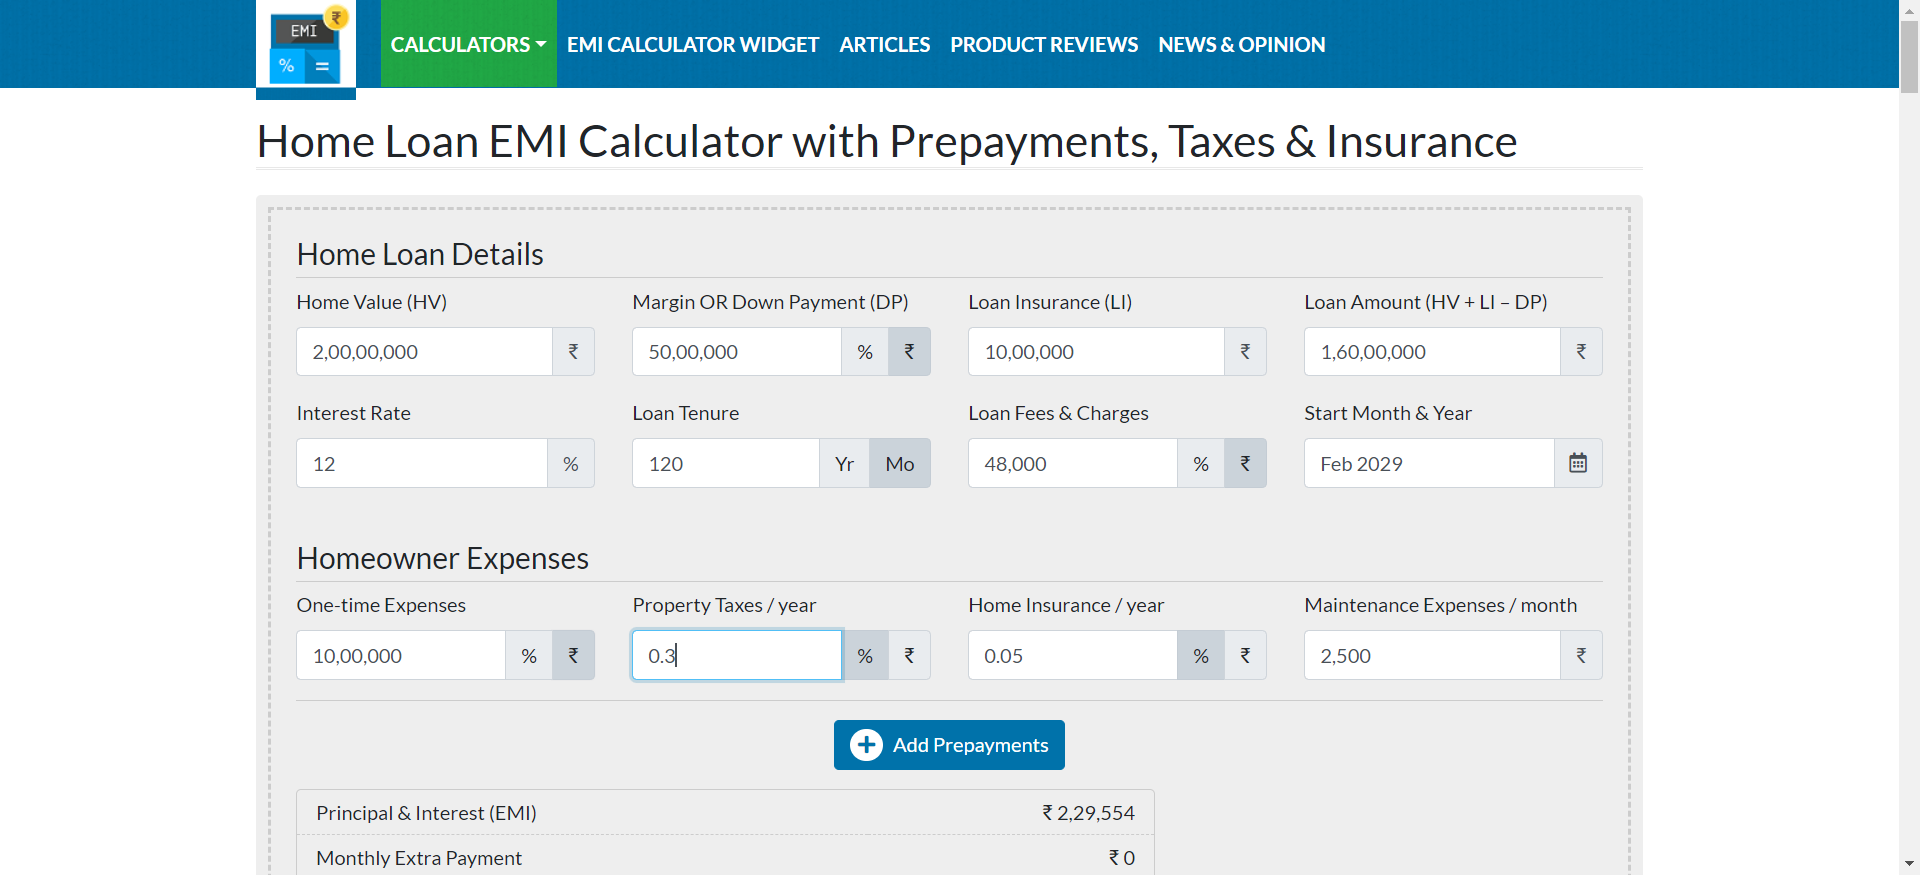 EMI ₹
% =
CALCULATORS EMI CALCULATOR WIDGET ARTICLES PRODUCT REVIEWS NEWS & OPINION
Home Loan EMI Calculator with Prepayments, Taxes & Insurance
Home Loan Details
Home Value (HV) Margin OR Down Payment (DP) Loan Insurance (LI) Loan Amount (HV + LI – DP)
2,00,00,000 ₹ 50,00,000 % ₹ 10,00,000 ₹ 1,60,00,000 ₹
Interest Rate Loan Tenure Loan Fees & Charges Start Month & Year
12 % 120 Yr Mo 48,000 % ₹ Feb 2029
Homeowner Expenses
One-time Expenses Property Taxes / year Home Insurance / year Maintenance Expenses / month
10,00,000 % ₹ 0.3 % ₹ 0.05 % ₹ 2,500 ₹
Add Prepayments
Principal & Interest (EMI) ₹ 2,29,554
Monthly Extra Payment ₹ 0